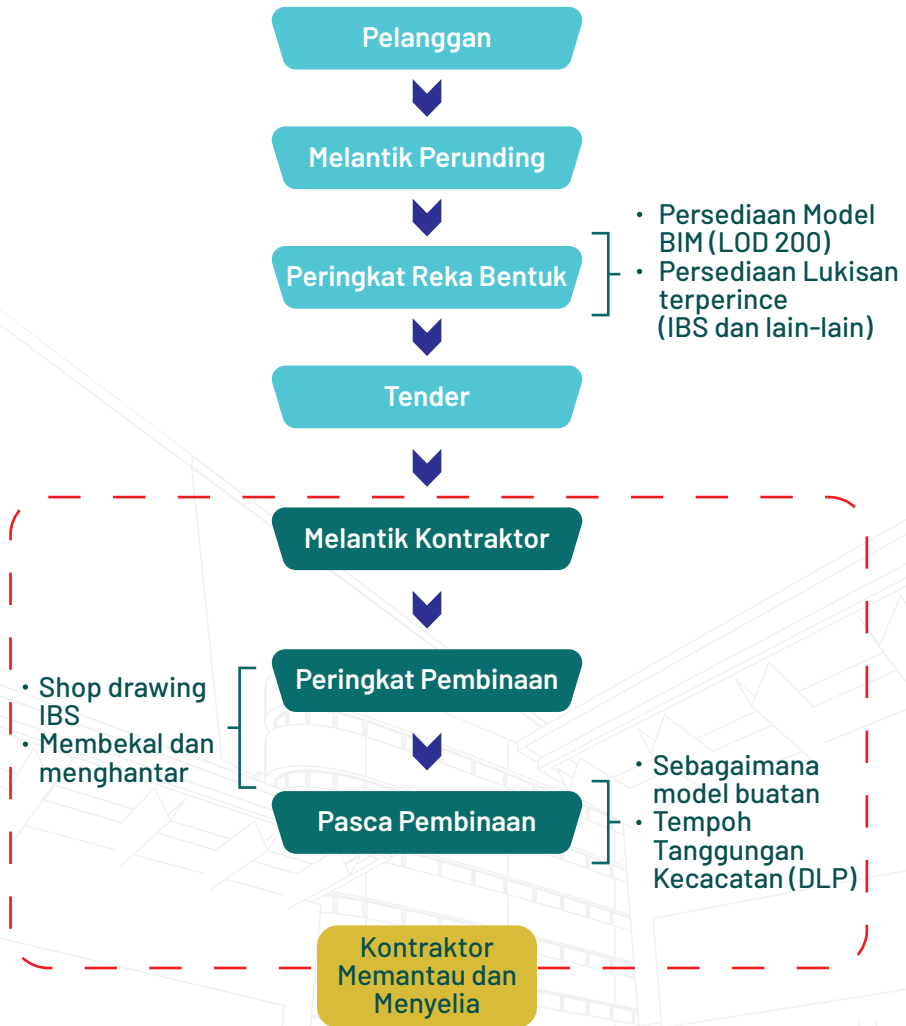 Pelanggan
Melantik Perunding
Peringkat Reka Bentuk
• Persediaan Model
BIM (LOD 200)
• Persediaan Lukisan
terperince
(IBS dan lain-lain)
Tender
Melantik Kontraktor
Peringkat Pembinaan
• Shop drawing
IBS
• Membekal dan
menghantar
Pasca Pembinaan
• Sebagaimana
model buatan
• Tempoh
Tanggungan
Kecacatan (DLP)
Kontraktor
Memantau dan
Menyelia